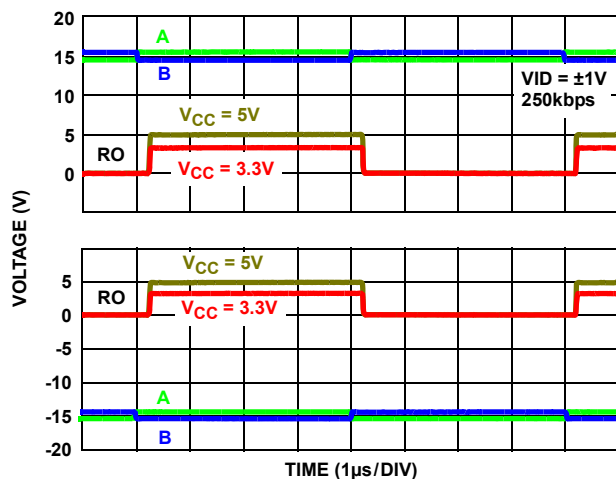 20
A
15
B
VID = ±1V
250kbps
10
VCC = 5V
5
RO
VCC = 3.3V
0
VOLTAGE (V)
VCC = 5V
5
RO
VCC = 3.3V
0
-5
-10
A
-15
B
-20
TIME (1µs/DIV)